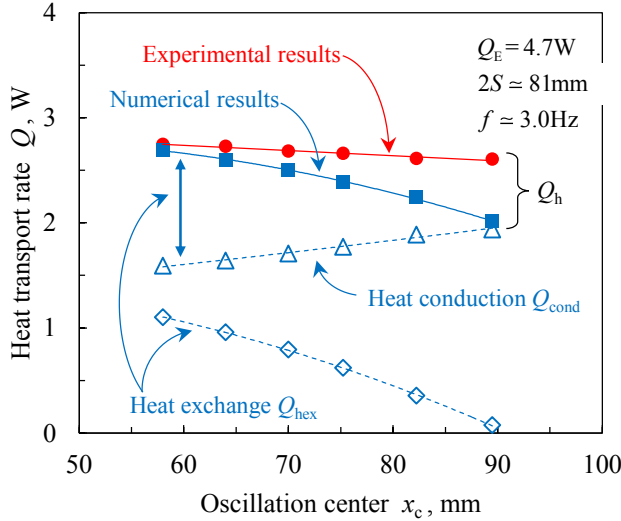 Experimental results
Numerical results
Q_E = 4.7W
2S ≃ 81mm
f ≃ 3.0Hz
Q_h
Heat conduction Q_cond
Heat exchange Q_hex
Heat transport rate Q, W
4
3
2
1
0
50 60 70 80 90 100
Oscillation center x_c, mm